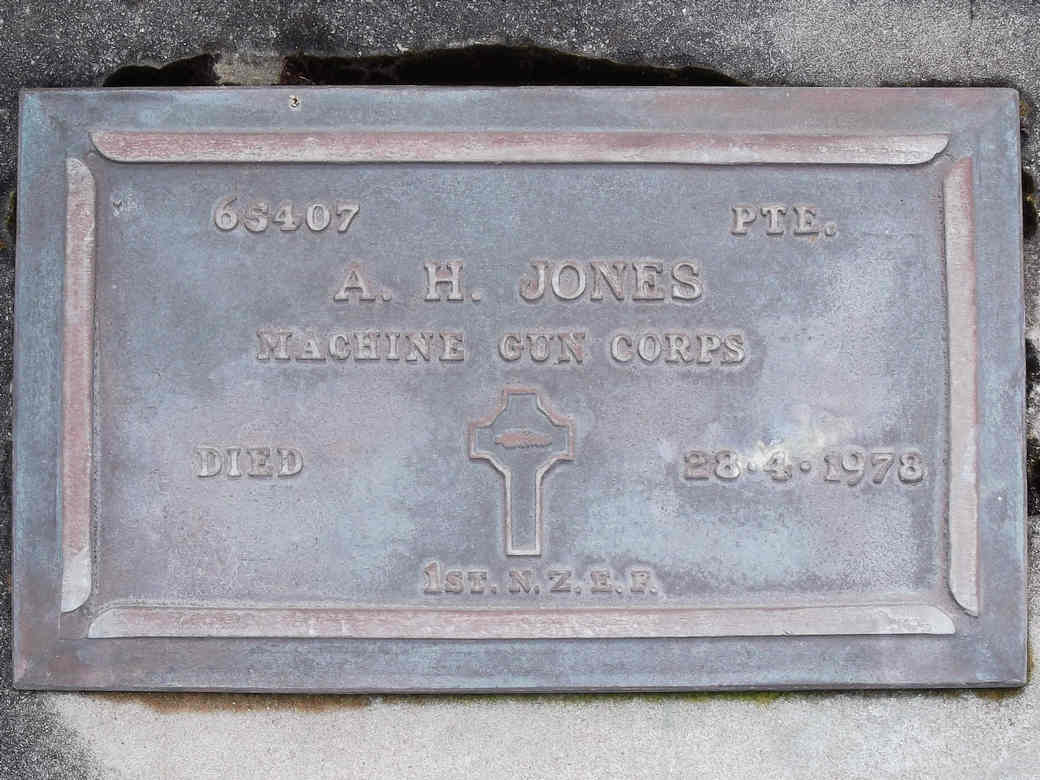 65407 PTE.
A. H. JONES
MACHINE GUN CORPS
DIED 28·4·1978
1ST. N.Z.E.F.